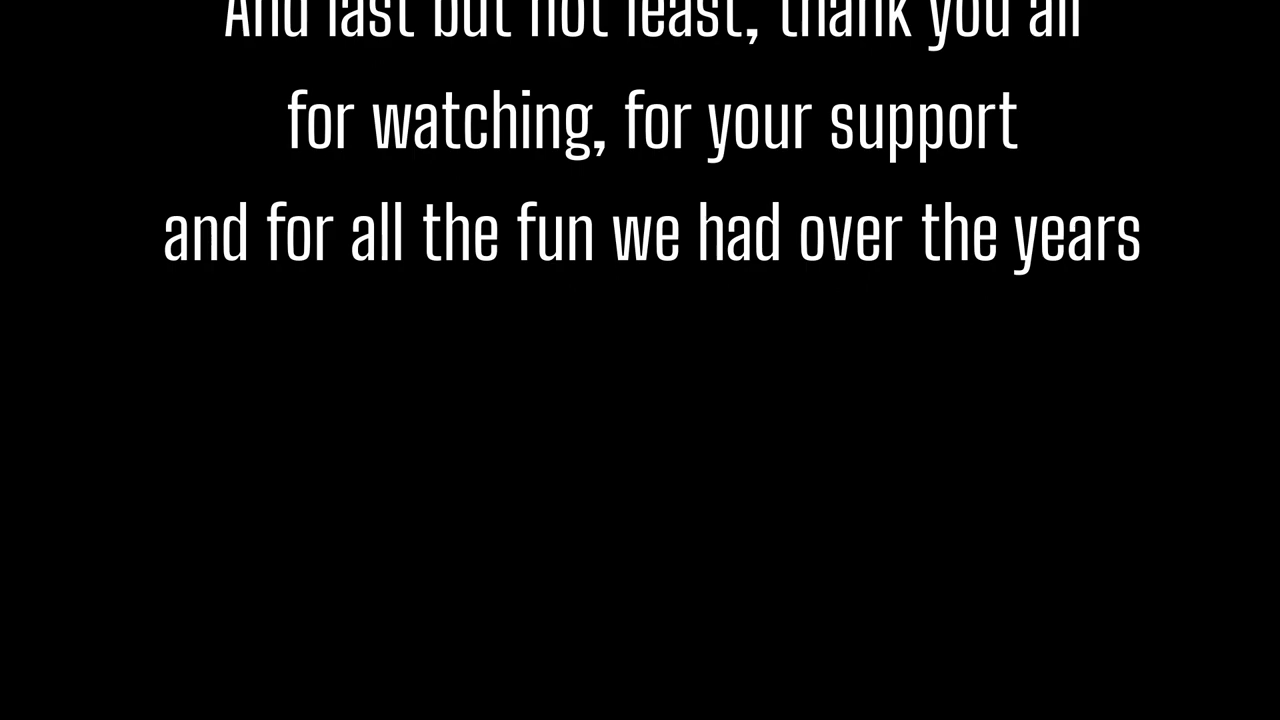 And last but not least, thank you all
for watching, for your support
and for all the fun we had over the years